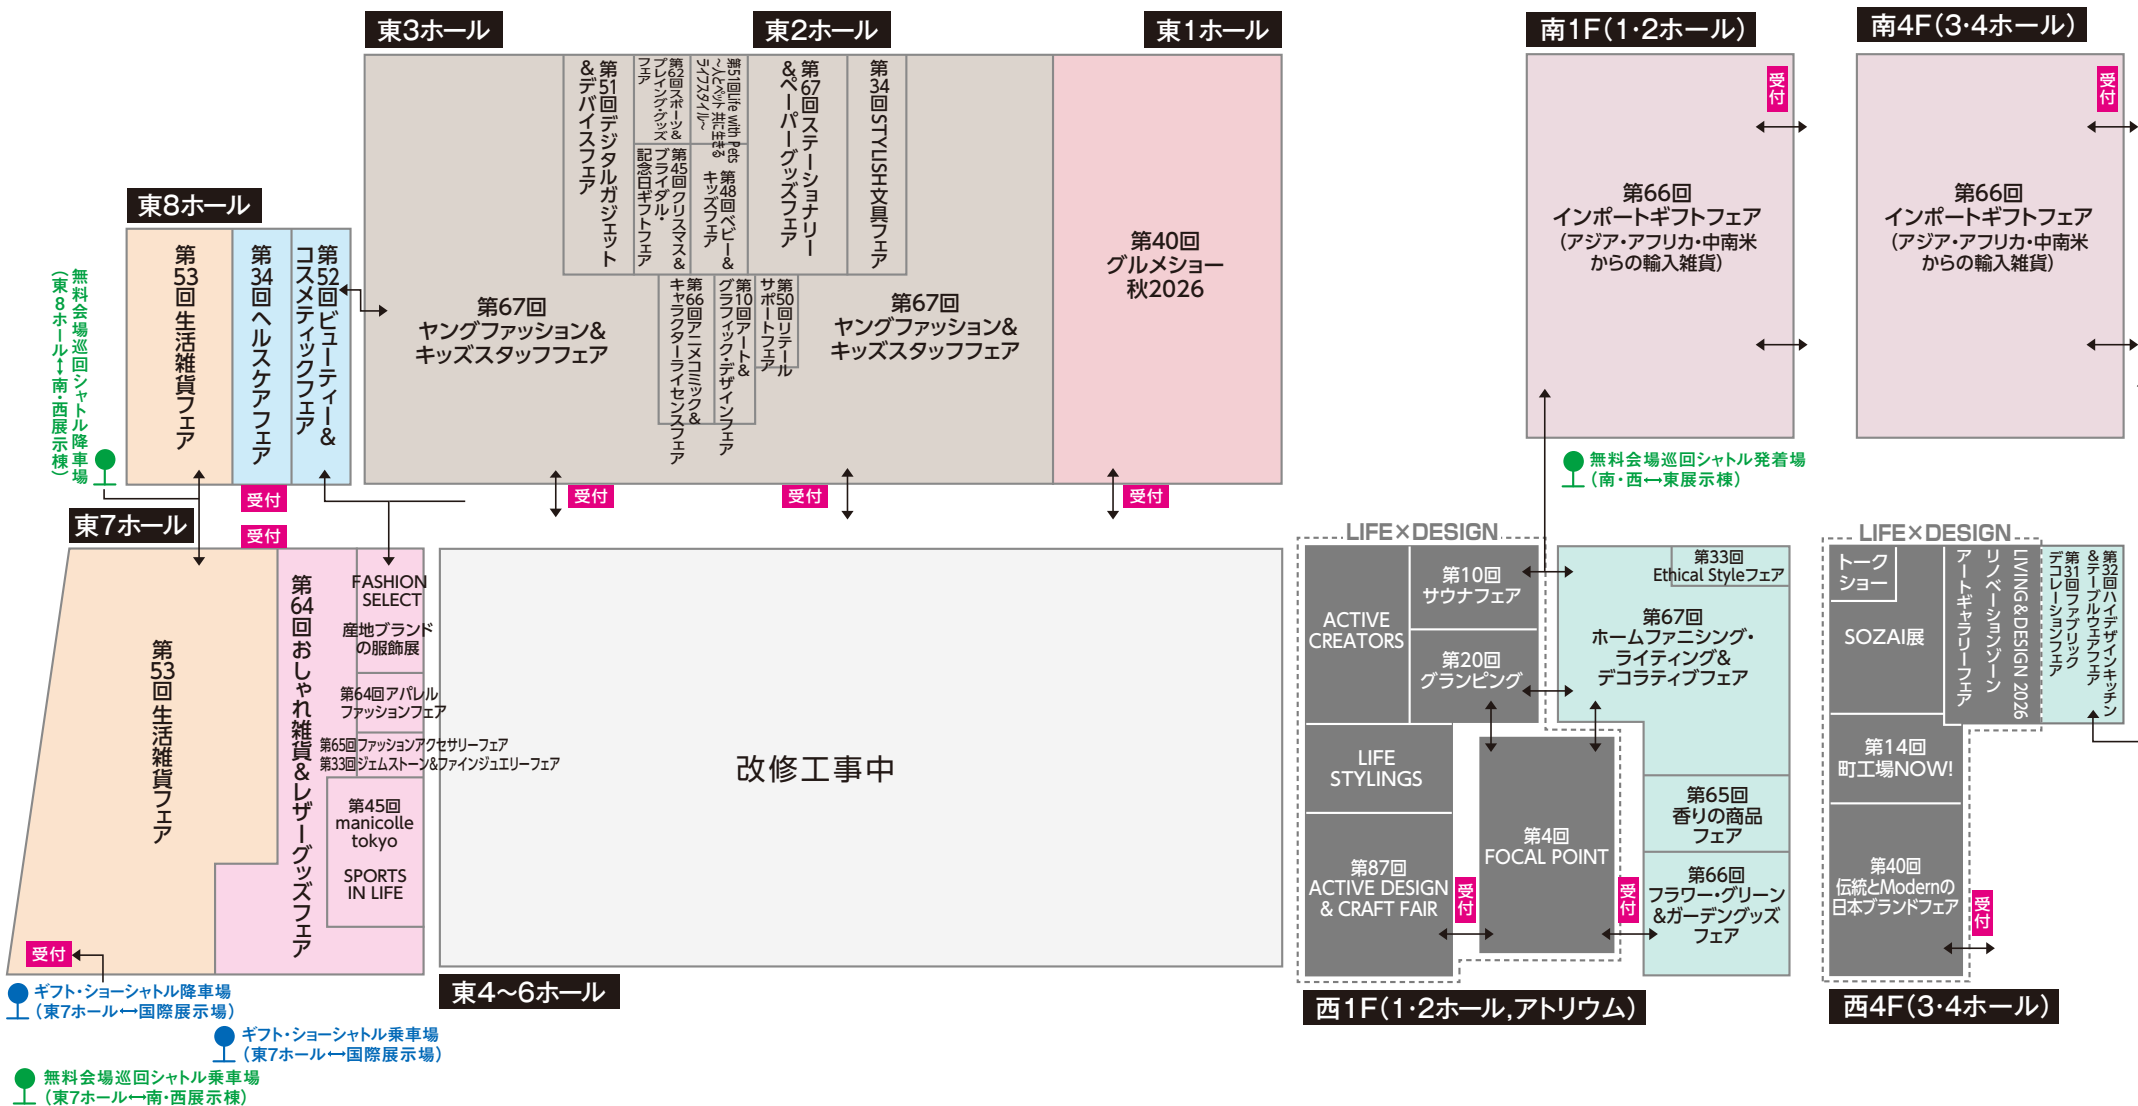 東3ホール
東2ホール
東1ホール
南1F(1・2ホール)
南4F(3・4ホール)
第51回 デジタルガジェット
&デバイスフェア
第62回スポーツ&
プレイング・グッズ
フェア
第51回Life with Pets
~人とペット 共に生きる
ライフスタイル~
第67回 ステーショナリー
&ペーパーグッズフェア
第34回 STYLISH文具フェア
第45回 クリスマス&
ブライダル・
記念日ギフトフェア
第48回 ベビー&
キッズフェア
第67回
ヤングファッション&
キッズスタッフフェア
第66回アニメコミック&
キャラクターライセンスフェア
第10回アート&
グラフィック・デザインフェア
第50回リテール
サポートフェア
第67回
ヤングファッション&
キッズスタッフフェア
第40回
グルメショー
秋2026
受付
受付
受付
東8ホール
第53回 生活雑貨フェア
第34回 ヘルスケアフェア
第52回 ビューティー&
コスメティックフェア
無料会場巡回シャトル降車場
(東8ホール↔南・西展示棟)
受付
受付
東7ホール
第53回 生活雑貨フェア
第64回 おしゃれ雑貨&レザーグッズフェア
FASHION
SELECT
産地ブランド
の服飾展
第64回 アパレル
ファッションフェア
第65回ファッションアクセサリーフェア
第33回ジェムストーン&ファインジュエリーフェア
第45回
manicolle
tokyo
SPORTS
IN LIFE
受付
改修工事中
東4~6ホール
ギフト・ショーシャトル降車場
(東7ホール↔国際展示場)
ギフト・ショーシャトル乗車場
(東7ホール↔国際展示場)
無料会場巡回シャトル乗車場
(東7ホール↔南・西展示棟)
受付
第66回
インポートギフトフェア
(アジア・アフリカ・中南米
からの輸入雑貨)
受付
第66回
インポートギフトフェア
(アジア・アフリカ・中南米
からの輸入雑貨)
無料会場巡回シャトル発着場
(南・西↔東展示棟)
LIFE×DESIGN
ACTIVE
CREATORS
第10回
サウナフェア
第20回
グランピング
LIFE
STYLINGS
第87回
ACTIVE DESIGN
& CRAFT FAIR
受付
第4回
FOCAL POINT
受付
第33回
Ethical Styleフェア
第67回
ホームファニシング・
ライティング&
デコラティブフェア
第65回
香りの商品
フェア
第66回
フラワー・グリーン
&ガーデングッズ
フェア
西1F(1・2ホール,アトリウム)
LIFE×DESIGN
トーク
ショー
SOZAI展
LIVING&DESIGN 2026
リノベーションゾーン
アートギャラリーフェア
第32回ハイデザインキッチン
&テーブルウェアフェア
第31回ファブリック
デコレーションフェア
第14回
町工場NOW!
第40回
伝統とModernの
日本ブランドフェア
受付
西4F(3・4ホール)